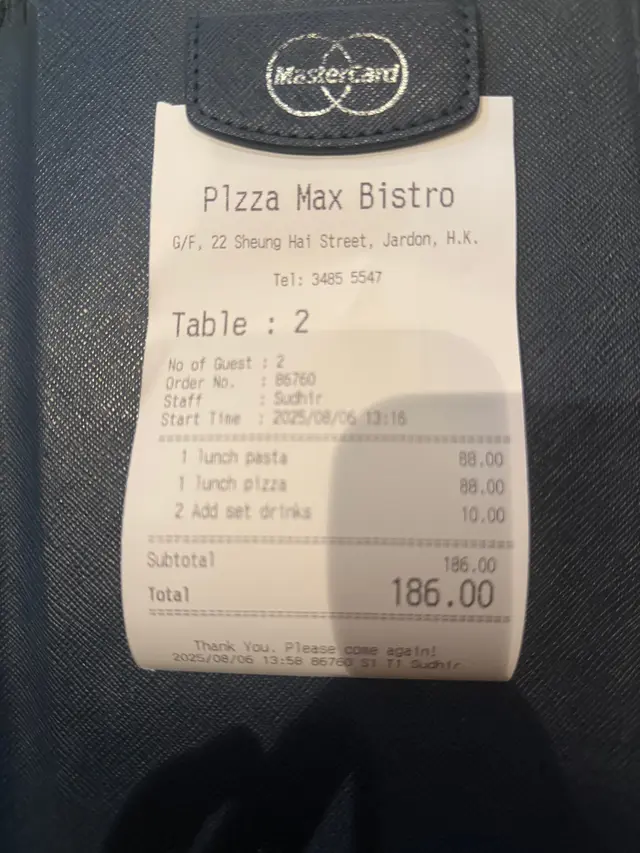 MasterCard
Pizza Max Bistro
G/F, 22 Sheung Hai Street, Jardon, H.K.
Tel: 3485 5547
Table : 2
No of Guest : 2
Order No. : 86760
Staff : Sudhir
Start Time : 2025/08/06 13:16
1 lunch pasta 88.00
1 lunch pizza 88.00
2 Add set drinks 10.00
Subtotal 186.00
Total 186.00
Thank You. Please come again!
2025/08/06 13:58 86760 S1 T1 Sudhir